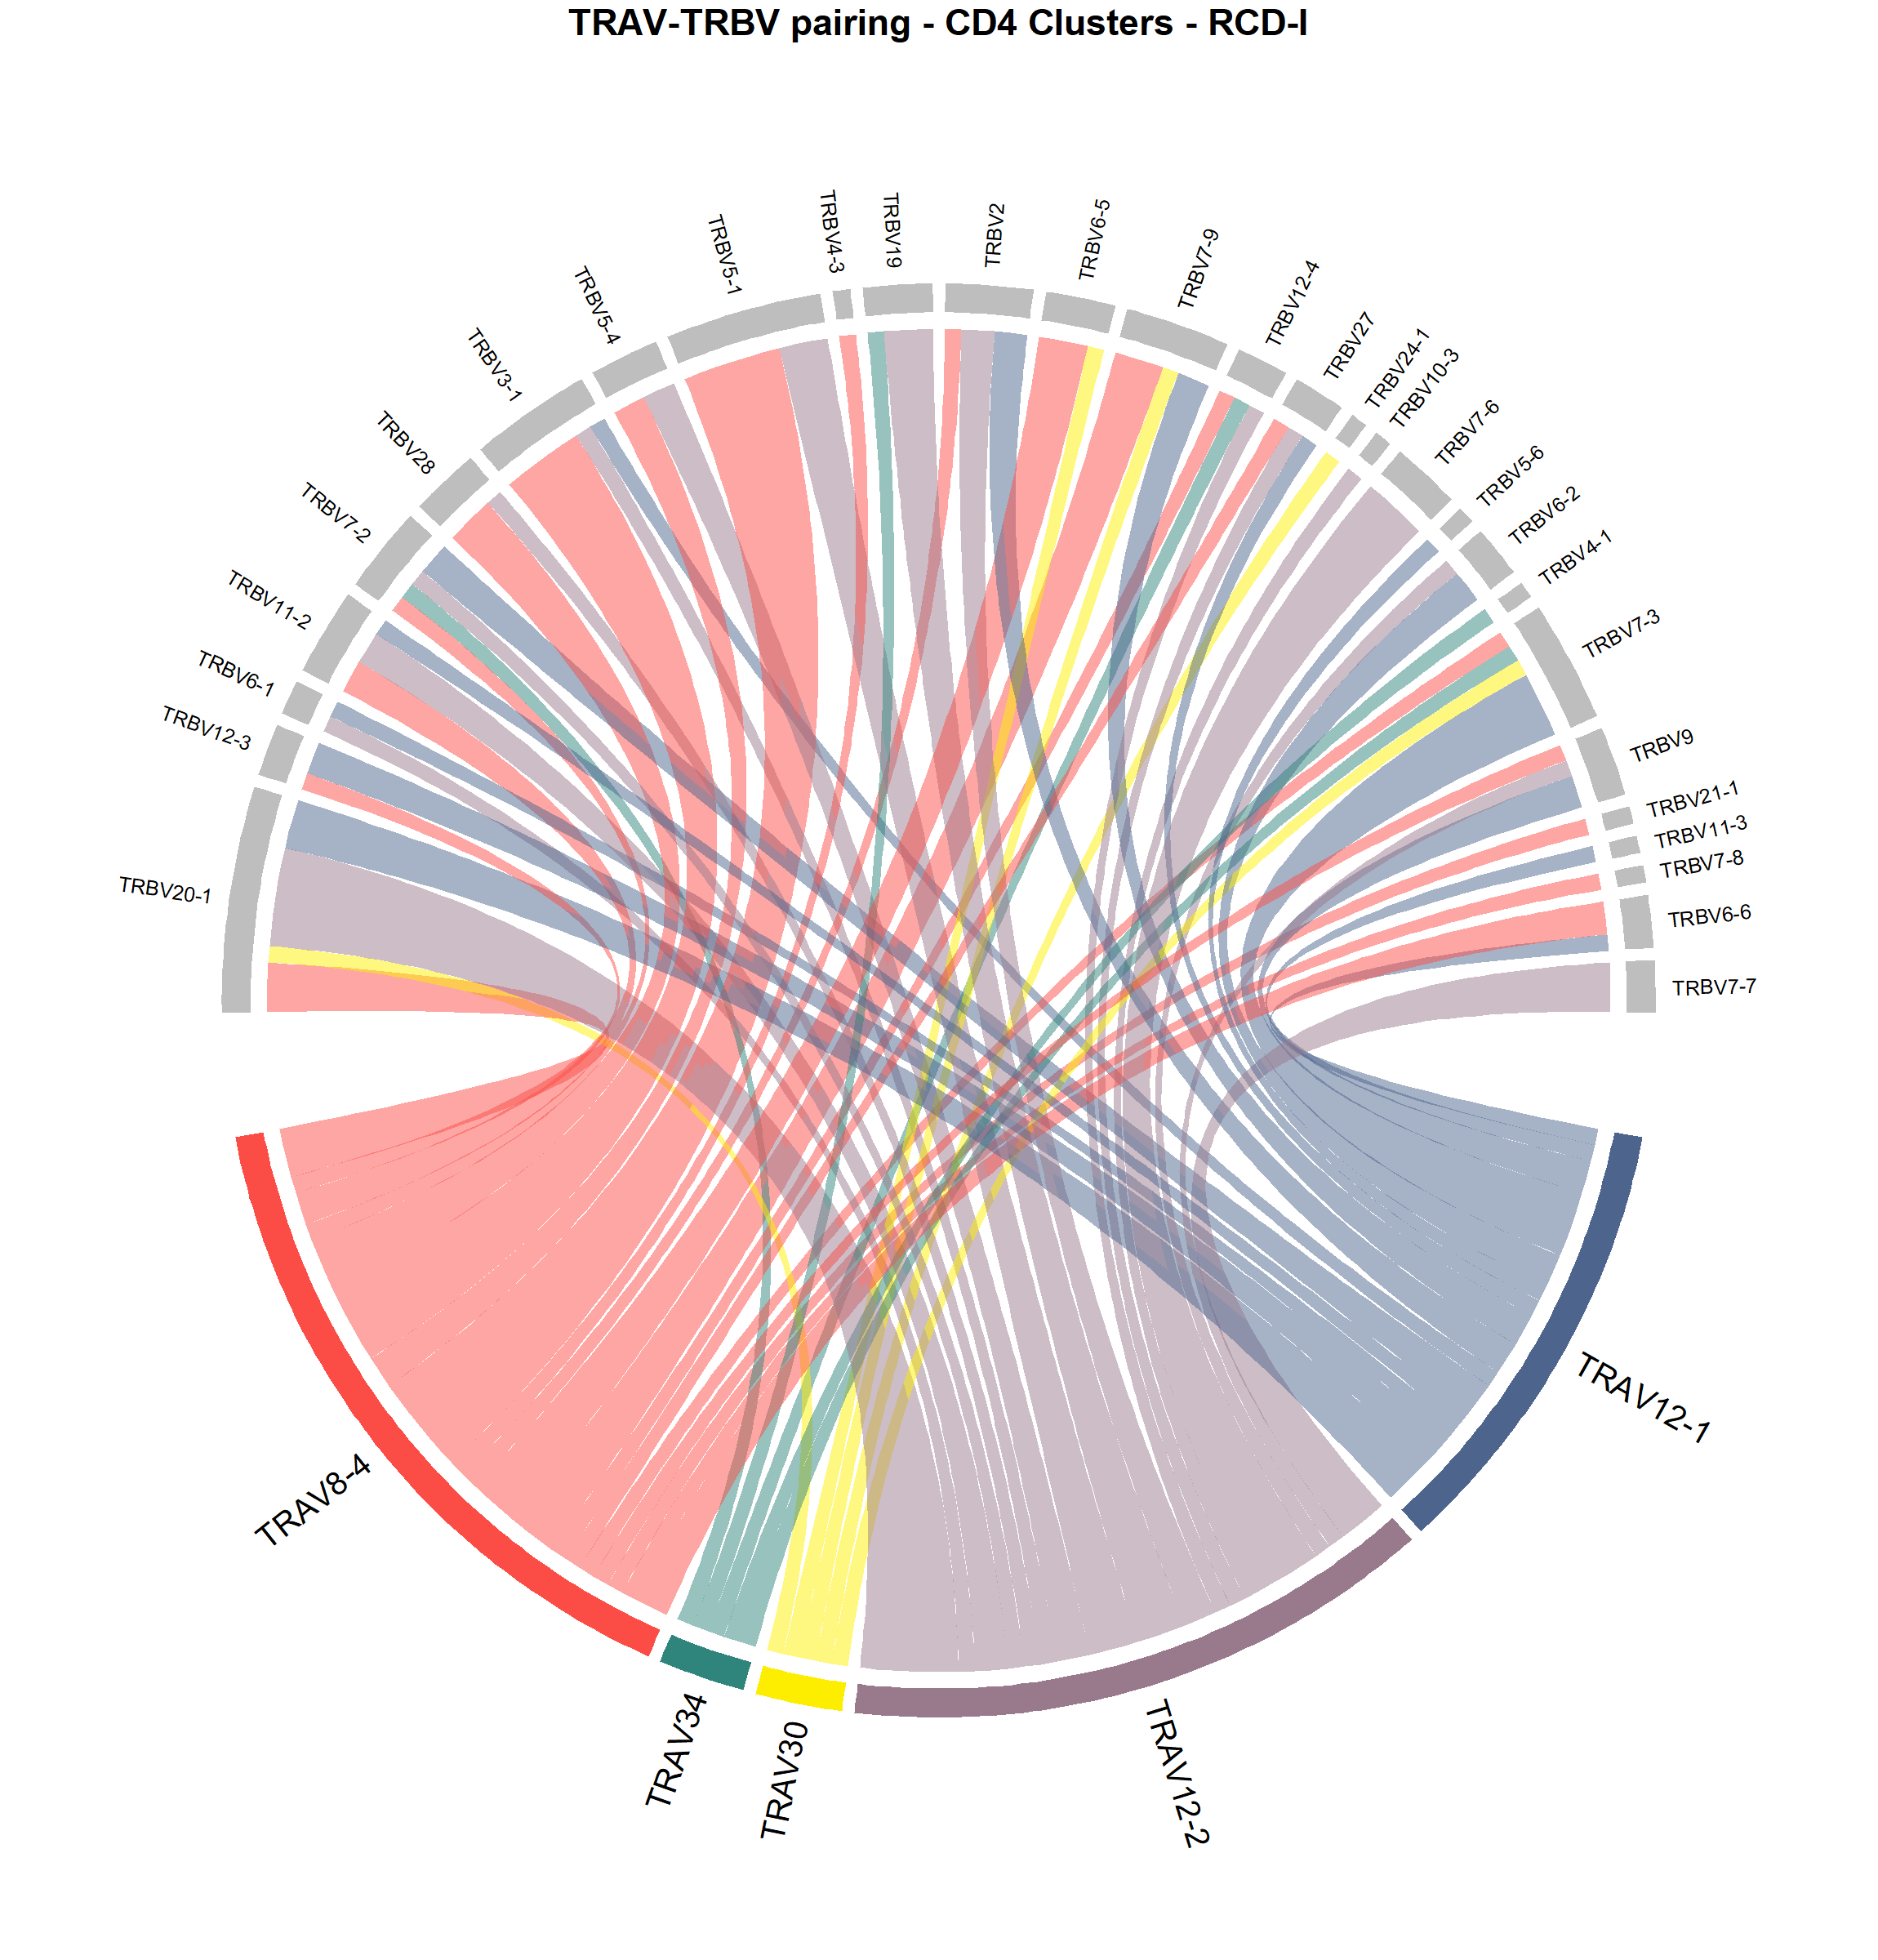 TRAV-TRBV pairing - CD4 Clusters - RCD-I
TRBV20-1
TRBV12-3
TRBV6-1
TRBV11-2
TRBV7-2
TRBV28
TRBV3-1
TRBV5-4
TRBV5-1
TRBV4-3
TRBV19
TRBV2
TRBV6-5
TRBV7-9
TRBV12-4
TRBV27
TRBV24-1
TRBV10-3
TRBV7-6
TRBV5-6
TRBV6-2
TRBV4-1
TRBV7-3
TRBV9
TRBV21-1
TRBV11-3
TRBV7-8
TRBV6-6
TRBV7-7
TRAV12-1
TRAV12-2
TRAV30
TRAV34
TRAV8-4